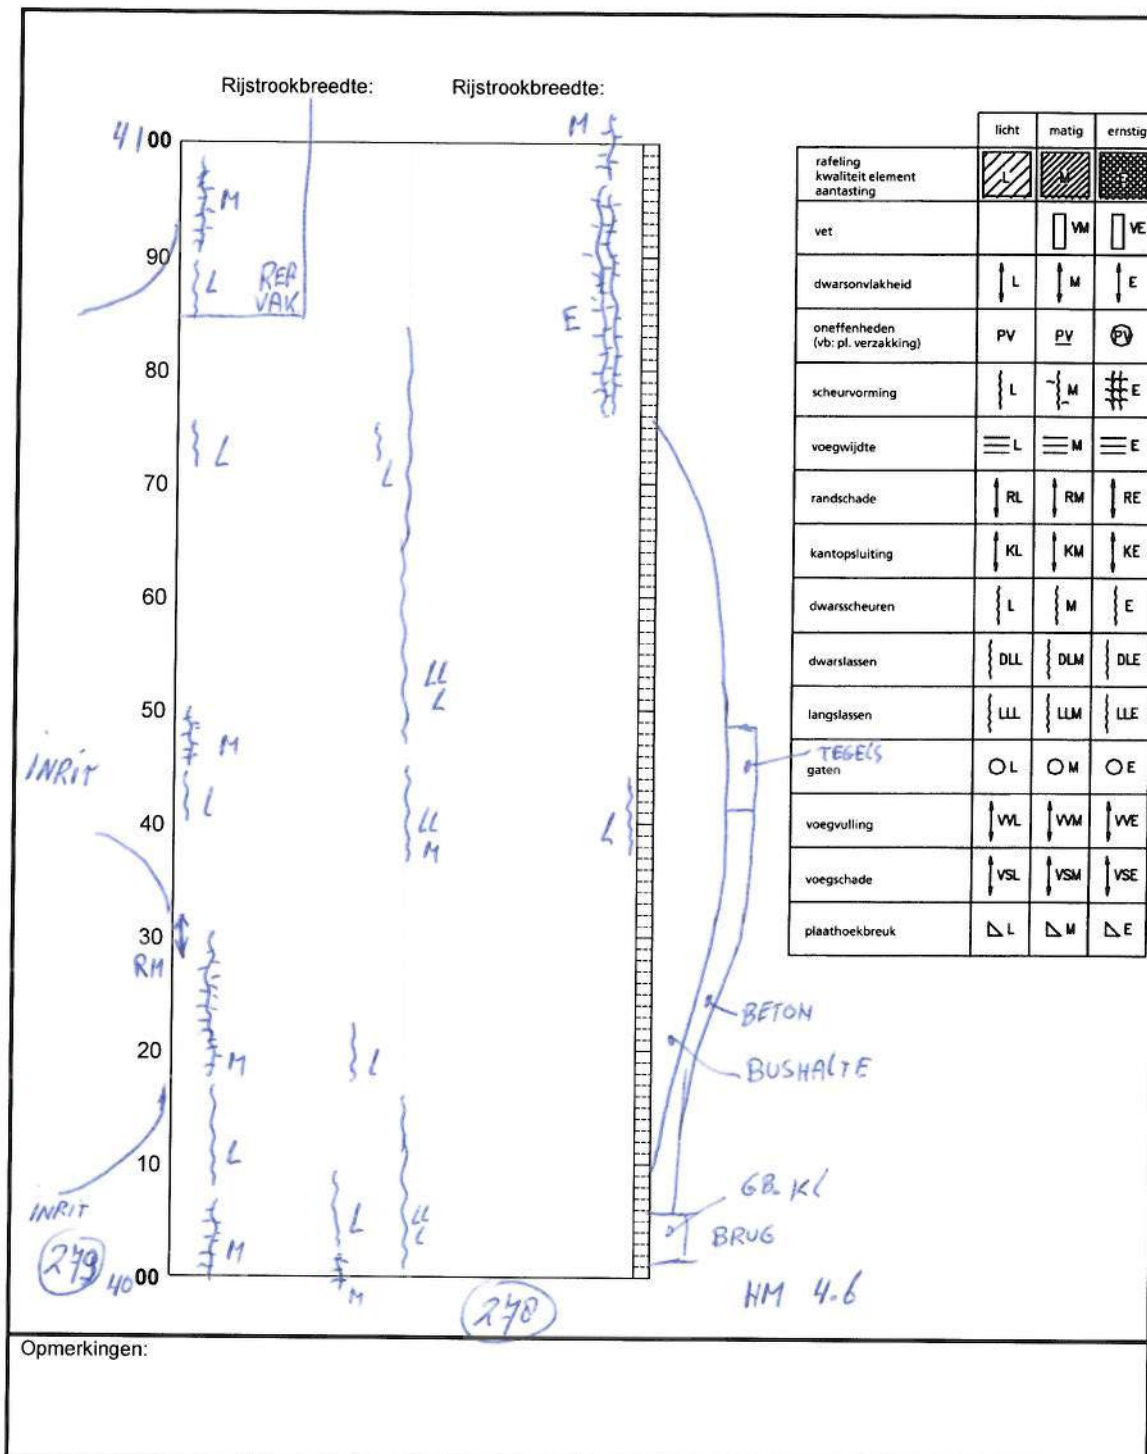 Rijstrookbreedte: Rijstrookbreedte:
4100
M
M
90
L
REP
VAK
E
80
L
L
70
60
LL
L
50
M
INRIT
TEGELS
L
40
LL
M
L
30
RM
BETON
M
20
L
BUSHALTE
L
10
GB. KL
INRIT
L
LL
L
BRUG
M
279
4000
M
278
HM 4.6
licht matig ernstig
rafeling
kwaliteit element
aantasting
L M E
vet
VM VE
dwarsonvlakheid
L M E
oneffenheden
(vb: pl. verzakking)
PV PV PV
scheurvorming
L M E
voegwijdte
L M E
randschade
RL RM RE
kantopsluiting
KL KM KE
dwarsscheuren
L M E
dwarslassen
DLL DLM DLE
langslassen
LLL LLM LLE
gaten
L M E
voegvulling
VVL VVM VVE
voegschade
VSL VSM VSE
plaathoekbreuk
L M E
Opmerkingen: